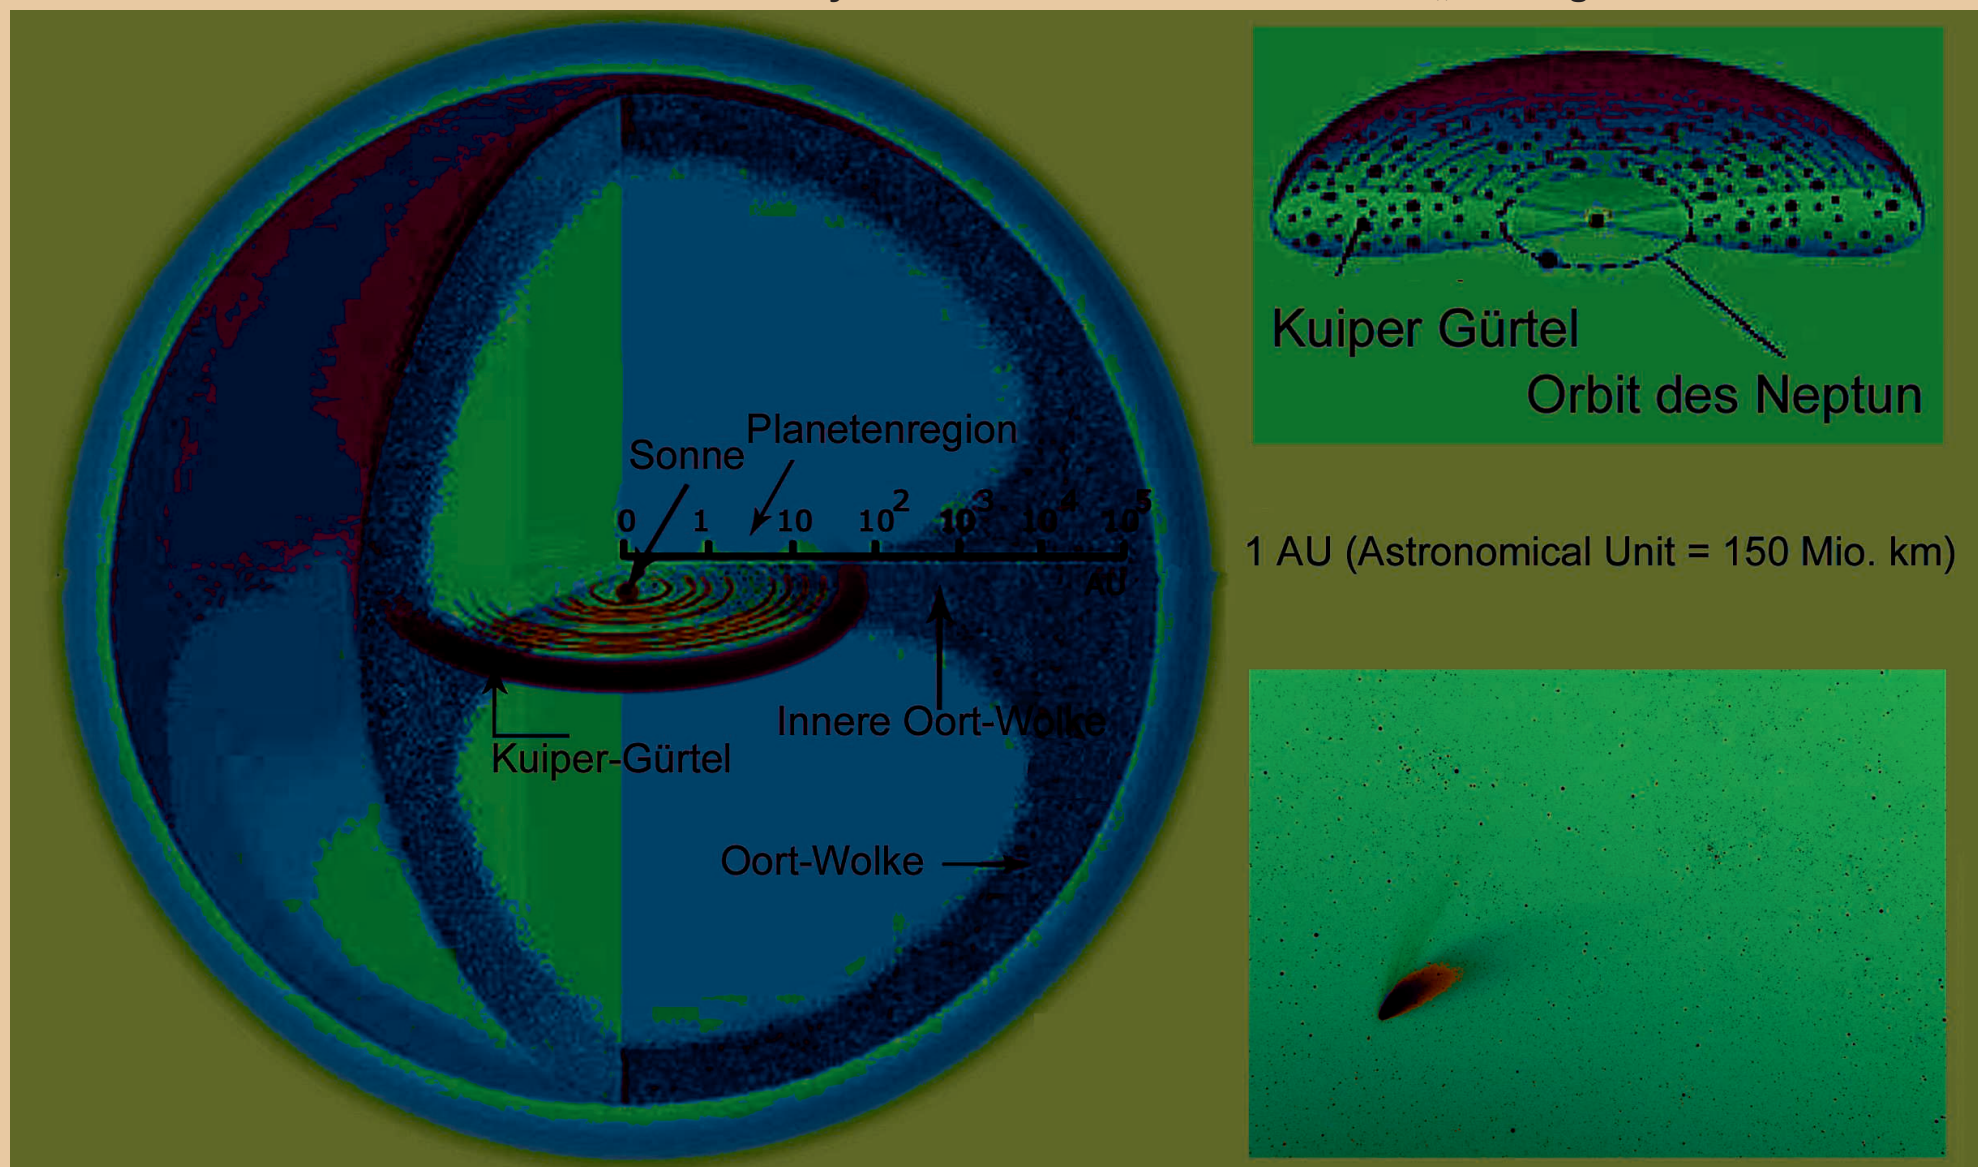 Planetenregion
Sonne
0 1 10 10² 10³ 10⁴ 10⁵
AU
Innere Oort-Wolke
Kuiper-Gürtel
Oort-Wolke
Kuiper Gürtel
Orbit des Neptun
1 AU (Astronomical Unit = 150 Mio. km)